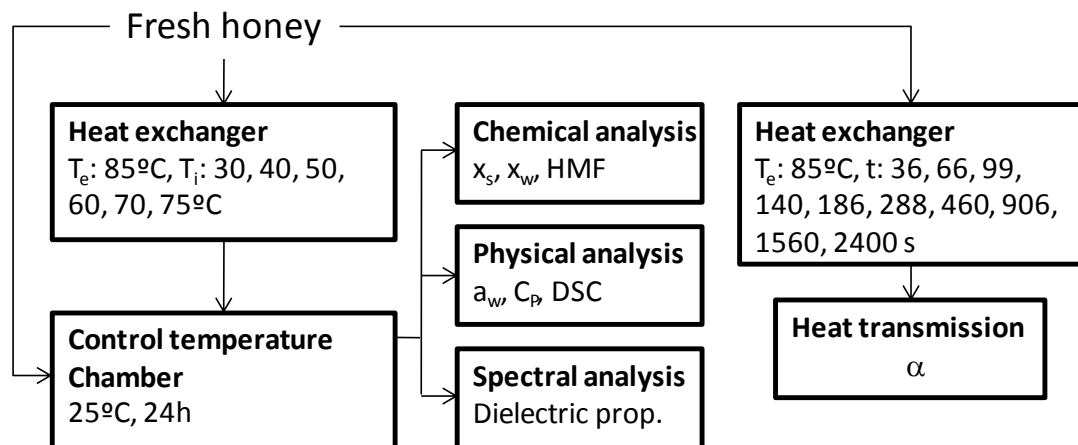 Fresh honey
Heat exchanger
Tₑ: 85ºC, Tᵢ: 30, 40, 50,
60, 70, 75ºC
Control temperature
Chamber
25ºC, 24h
Chemical analysis
xₛ, x_w, HMF
Physical analysis
a_w, C_P, DSC
Spectral analysis
Dielectric prop.
Heat exchanger
Tₑ: 85ºC, t: 36, 66, 99,
140, 186, 288, 460, 906,
1560, 2400 s
Heat transmission
α